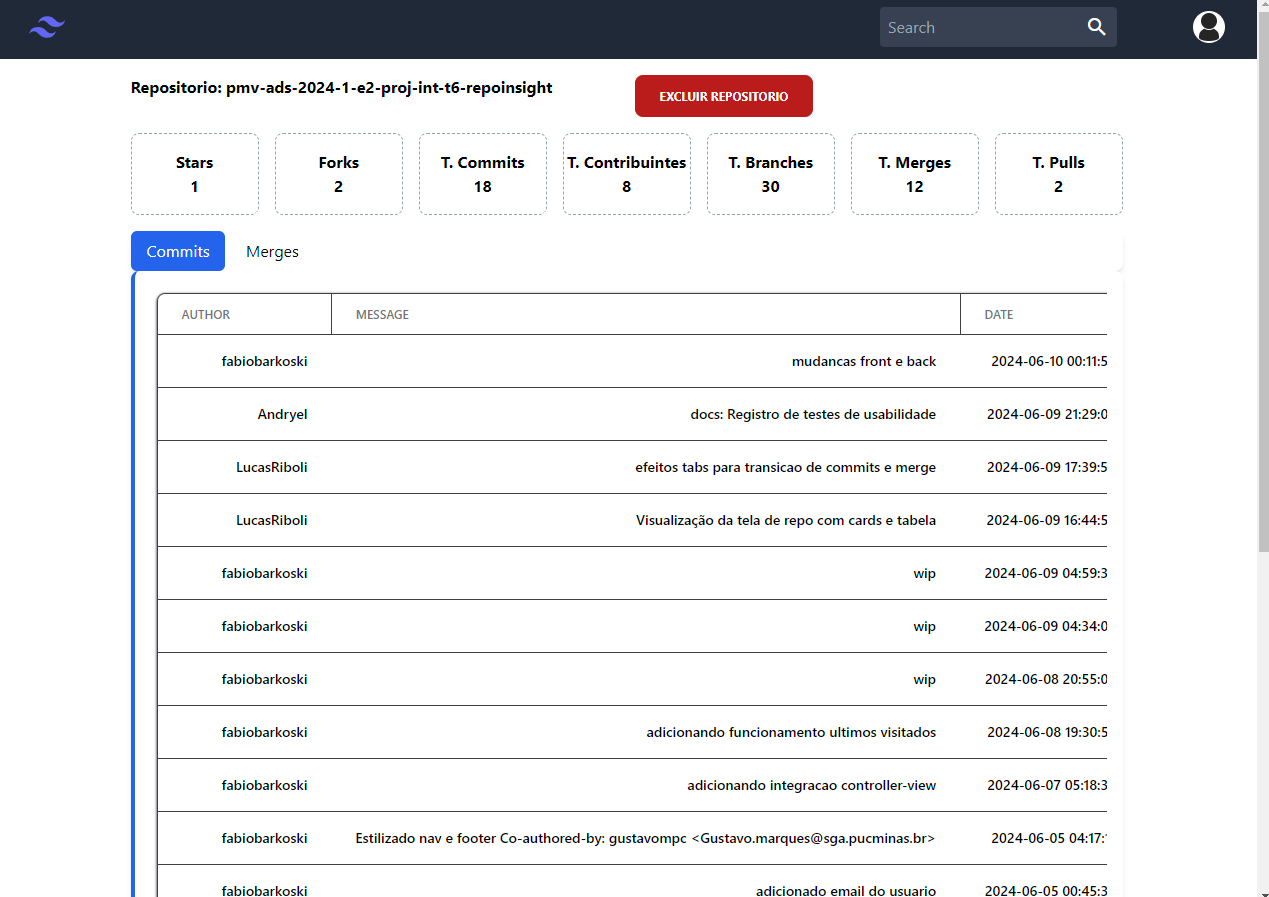 Search
Repositorio: pmv-ads-2024-1-e2-proj-int-t6-repoinsight
EXCLUIR REPOSITORIO
Stars Forks T. Commits T. Contribuintes T. Branches T. Merges T. Pulls
1 2 18 8 30 12 2
Commits Merges
AUTHOR MESSAGE DATE
fabiobarkoski mudancas front e back 2024-06-10 00:11:5
Andryel docs: Registro de testes de usabilidade 2024-06-09 21:29:0
LucasRiboli efeitos tabs para transicao de commits e merge 2024-06-09 17:39:5
LucasRiboli Visualização da tela de repo com cards e tabela 2024-06-09 16:44:5
fabiobarkoski wip 2024-06-09 04:59:3
fabiobarkoski wip 2024-06-09 04:34:0
fabiobarkoski wip 2024-06-08 20:55:0
fabiobarkoski adicionando funcionamento ultimos visitados 2024-06-08 19:30:5
fabiobarkoski adicionando integracao controller-view 2024-06-07 05:18:3
fabiobarkoski Estilizado nav e footer Co-authored-by: gustavompc <Gustavo.marques@sga.pucminas.br> 2024-06-05 04:17:
fabiobarkoski adicionado email do usuario 2024-06-05 00:45:3